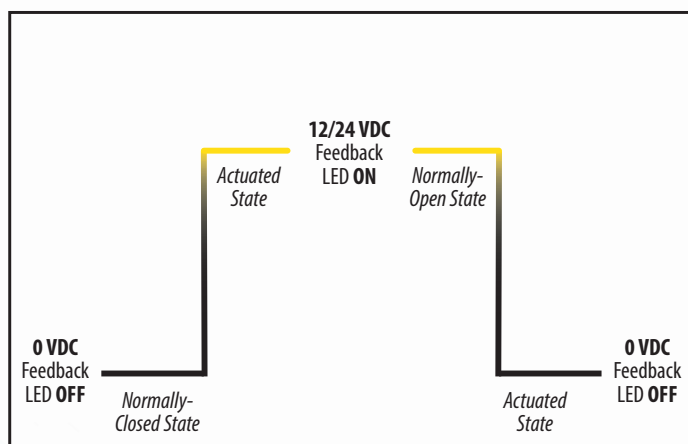 12/24 VDC
Feedback
LED ON
Actuated
State
Normally-
Open State
0 VDC
Feedback
LED OFF
Normally-
Closed State
Actuated
State
0 VDC
Feedback
LED OFF